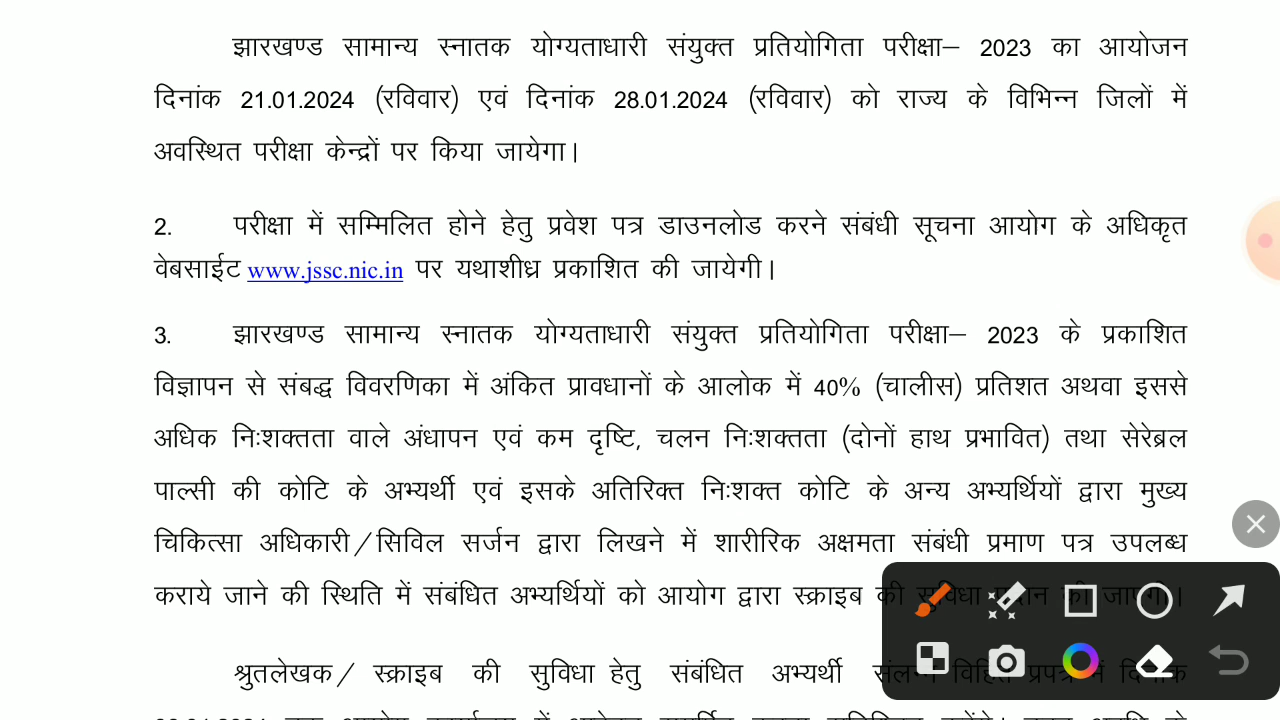 झारखण्ड सामान्य स्नातक योग्यताधारी संयुक्त प्रतियोगिता परीक्षा– 2023 का आयोजन
दिनांक 21.01.2024 (रविवार) एवं दिनांक 28.01.2024 (रविवार) को राज्य के विभिन्न जिलों में
अवस्थित परीक्षा केन्द्रों पर किया जायेगा।
2. परीक्षा में सम्मिलित होने हेतु प्रवेश पत्र डाउनलोड करने संबंधी सूचना आयोग के अधिकृत
वेबसाईट www.jssc.nic.in पर यथाशीध्र प्रकाशित की जायेगी।
3. झारखण्ड सामान्य स्नातक योग्यताधारी संयुक्त प्रतियोगिता परीक्षा– 2023 के प्रकाशित
विज्ञापन से संबद्ध विवरणिका में अंकित प्रावधानों के आलोक में 40% (चालीस) प्रतिशत अथवा इससे
अधिक निःशक्तता वाले अंधापन एवं कम दृष्टि, चलन निःशक्तता (दोनों हाथ प्रभावित) तथा सेरेब्रल
पाल्सी की कोटि के अभ्यर्थी एवं इसके अतिरिक्त निःशक्त कोटि के अन्य अभ्यर्थियों द्वारा मुख्य
चिकित्सा अधिकारी/सिविल सर्जन द्वारा लिखने में शारीरिक अक्षमता संबंधी प्रमाण पत्र उपलब्ध
कराये जाने की स्थिति में संबंधित अभ्यर्थियों को आयोग द्वारा स्क्राइब की सुविधा प्रदान की जाएगी।
श्रुतलेखक/ स्क्राइब की सुविधा हेतु संबंधित अभ्यर्थी संलग्न विहित प्रपत्र में दिनांक